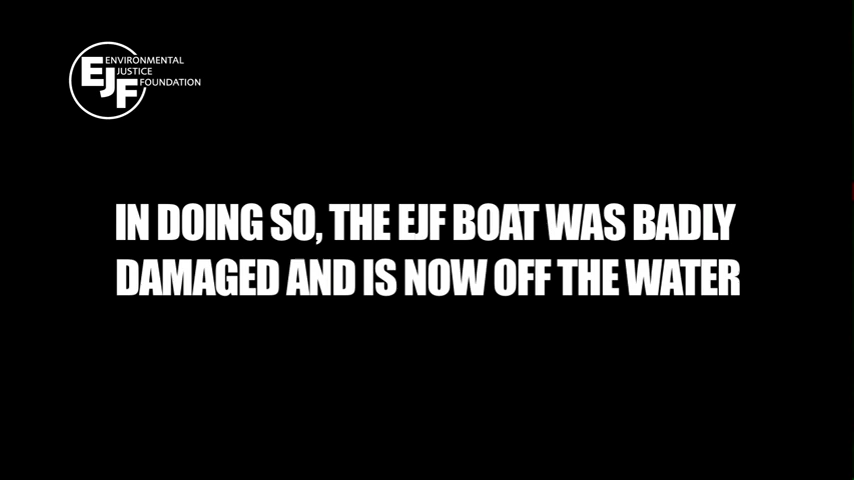 ENVIRONMENTAL
JUSTICE
FOUNDATION
EJF
IN DOING SO, THE EJF BOAT WAS BADLY
DAMAGED AND IS NOW OFF THE WATER